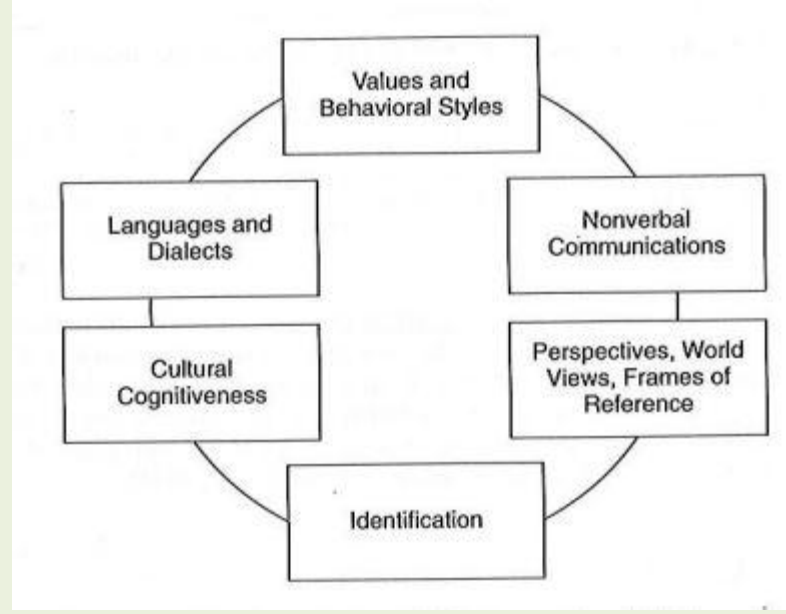 Values and
Behavioral Styles
Languages and
Dialects
Nonverbal
Communications
Cultural
Cognitiveness
Perspectives, World
Views, Frames of
Reference
Identification